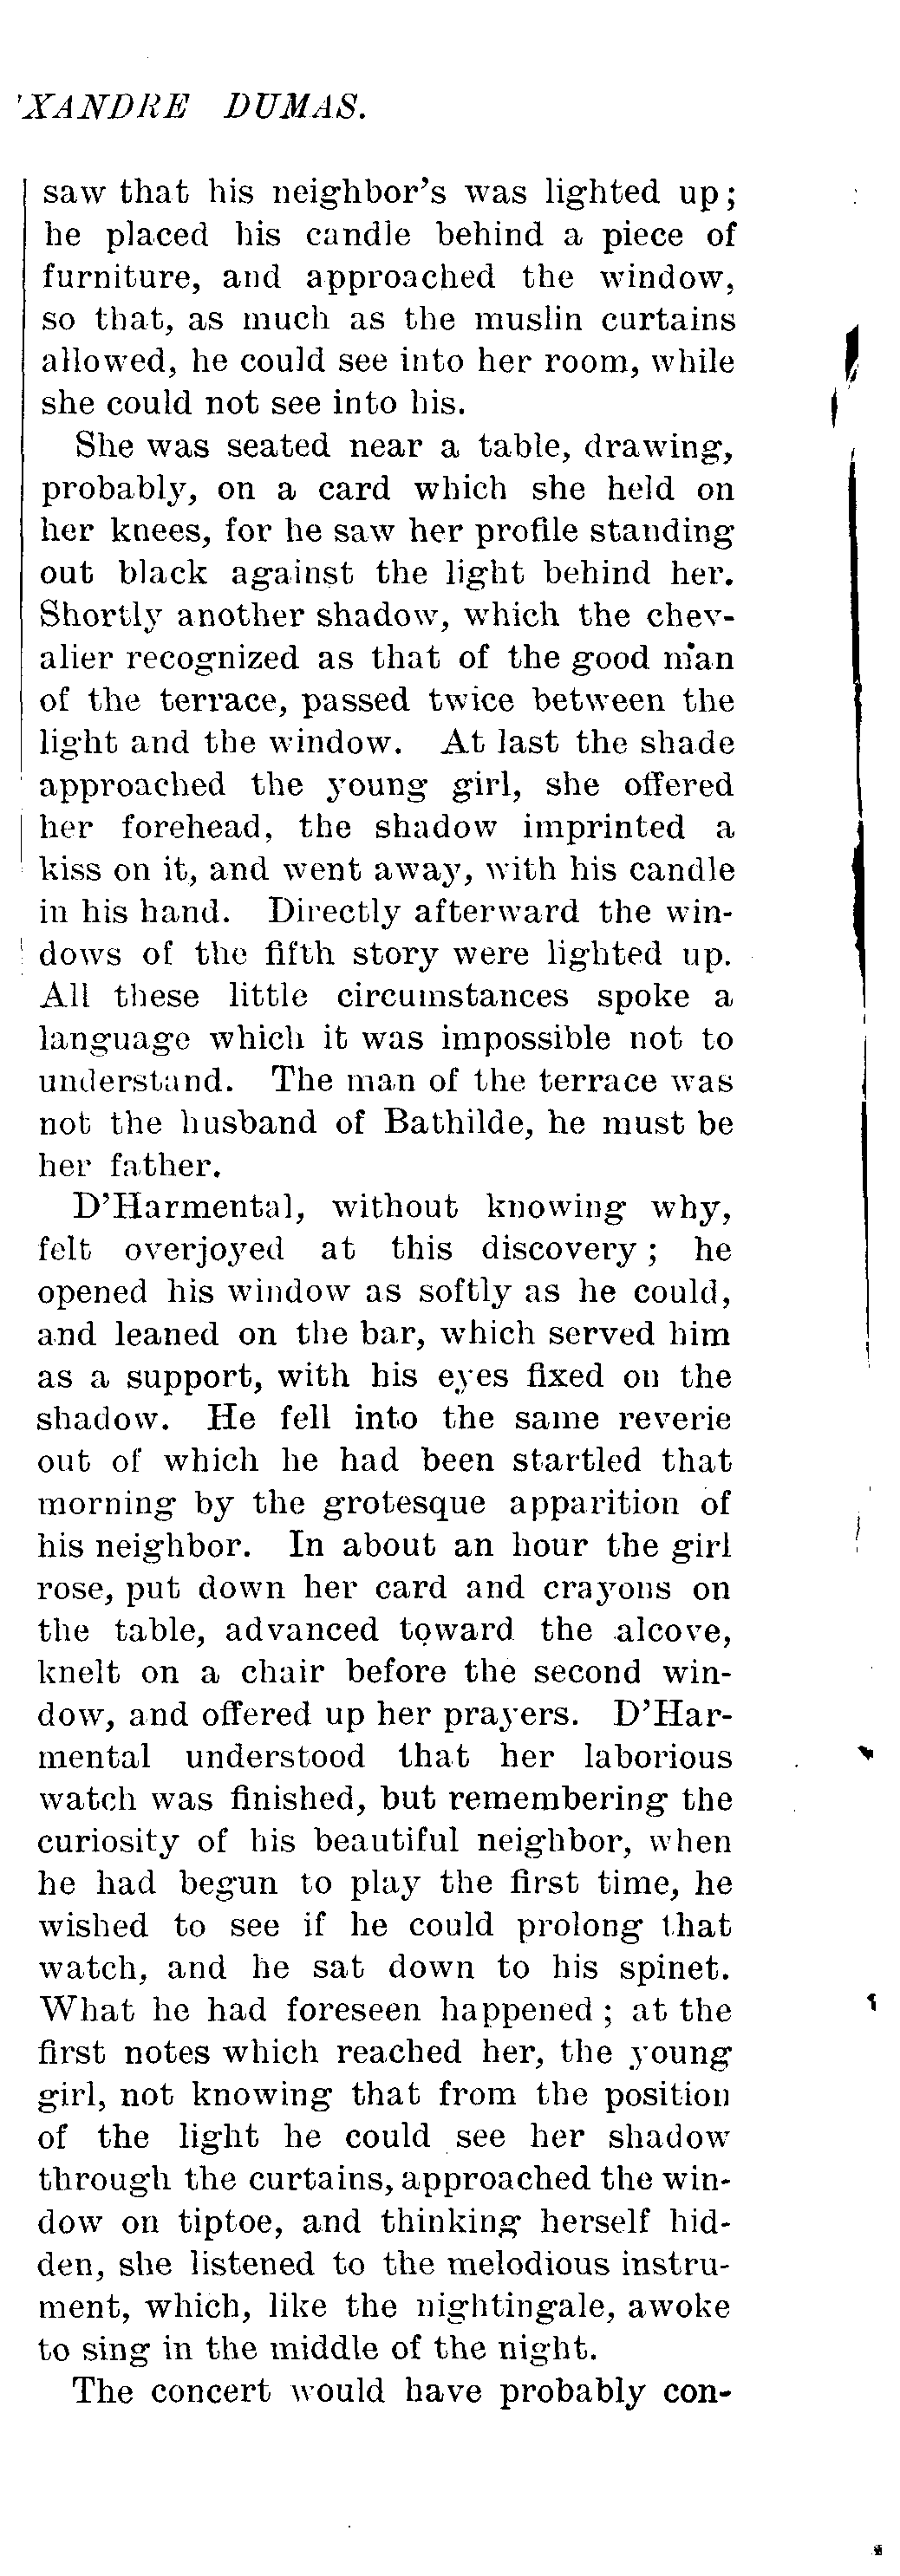 'XANDRE DUMAS.
saw that his neighbor's was lighted up;
he placed his candle behind a piece of
furniture, and approached the window,
so that, as much as the muslin curtains
allowed, he could see into her room, while
she could not see into his.
She was seated near a table, drawing,
probably, on a card which she held on
her knees, for he saw her profile standing
out black against the light behind her.
Shortly another shadow, which the chev-
alier recognized as that of the good man
of the terrace, passed twice between the
light and the window. At last the shade
approached the young girl, she offered
her forehead, the shadow imprinted a
kiss on it, and went away, with his candle
in his hand. Directly afterward the win-
dows of the fifth story were lighted up.
All these little circumstances spoke a
language which it was impossible not to
understand. The man of the terrace was
not the husband of Bathilde, he must be
her father.
D'Harmental, without knowing why,
felt overjoyed at this discovery; he
opened his window as softly as he could,
and leaned on the bar, which served him
as a support, with his eyes fixed on the
shadow. He fell into the same reverie
out of which he had been startled that
morning by the grotesque apparition of
his neighbor. In about an hour the girl
rose, put down her card and crayons on
the table, advanced toward the alcove,
knelt on a chair before the second win-
dow, and offered up her prayers. D'Har-
mental understood that her laborious
watch was finished, but remembering the
curiosity of his beautiful neighbor, when
he had begun to play the first time, he
wished to see if he could prolong that
watch, and he sat down to his spinet.
What he had foreseen happened; at the
first notes which reached her, the young
girl, not knowing that from the position
of the light he could see her shadow
through the curtains, approached the win-
dow on tiptoe, and thinking herself hid-
den, she listened to the melodious instru-
ment, which, like the nightingale, awoke
to sing in the middle of the night.
The concert would have probably con-